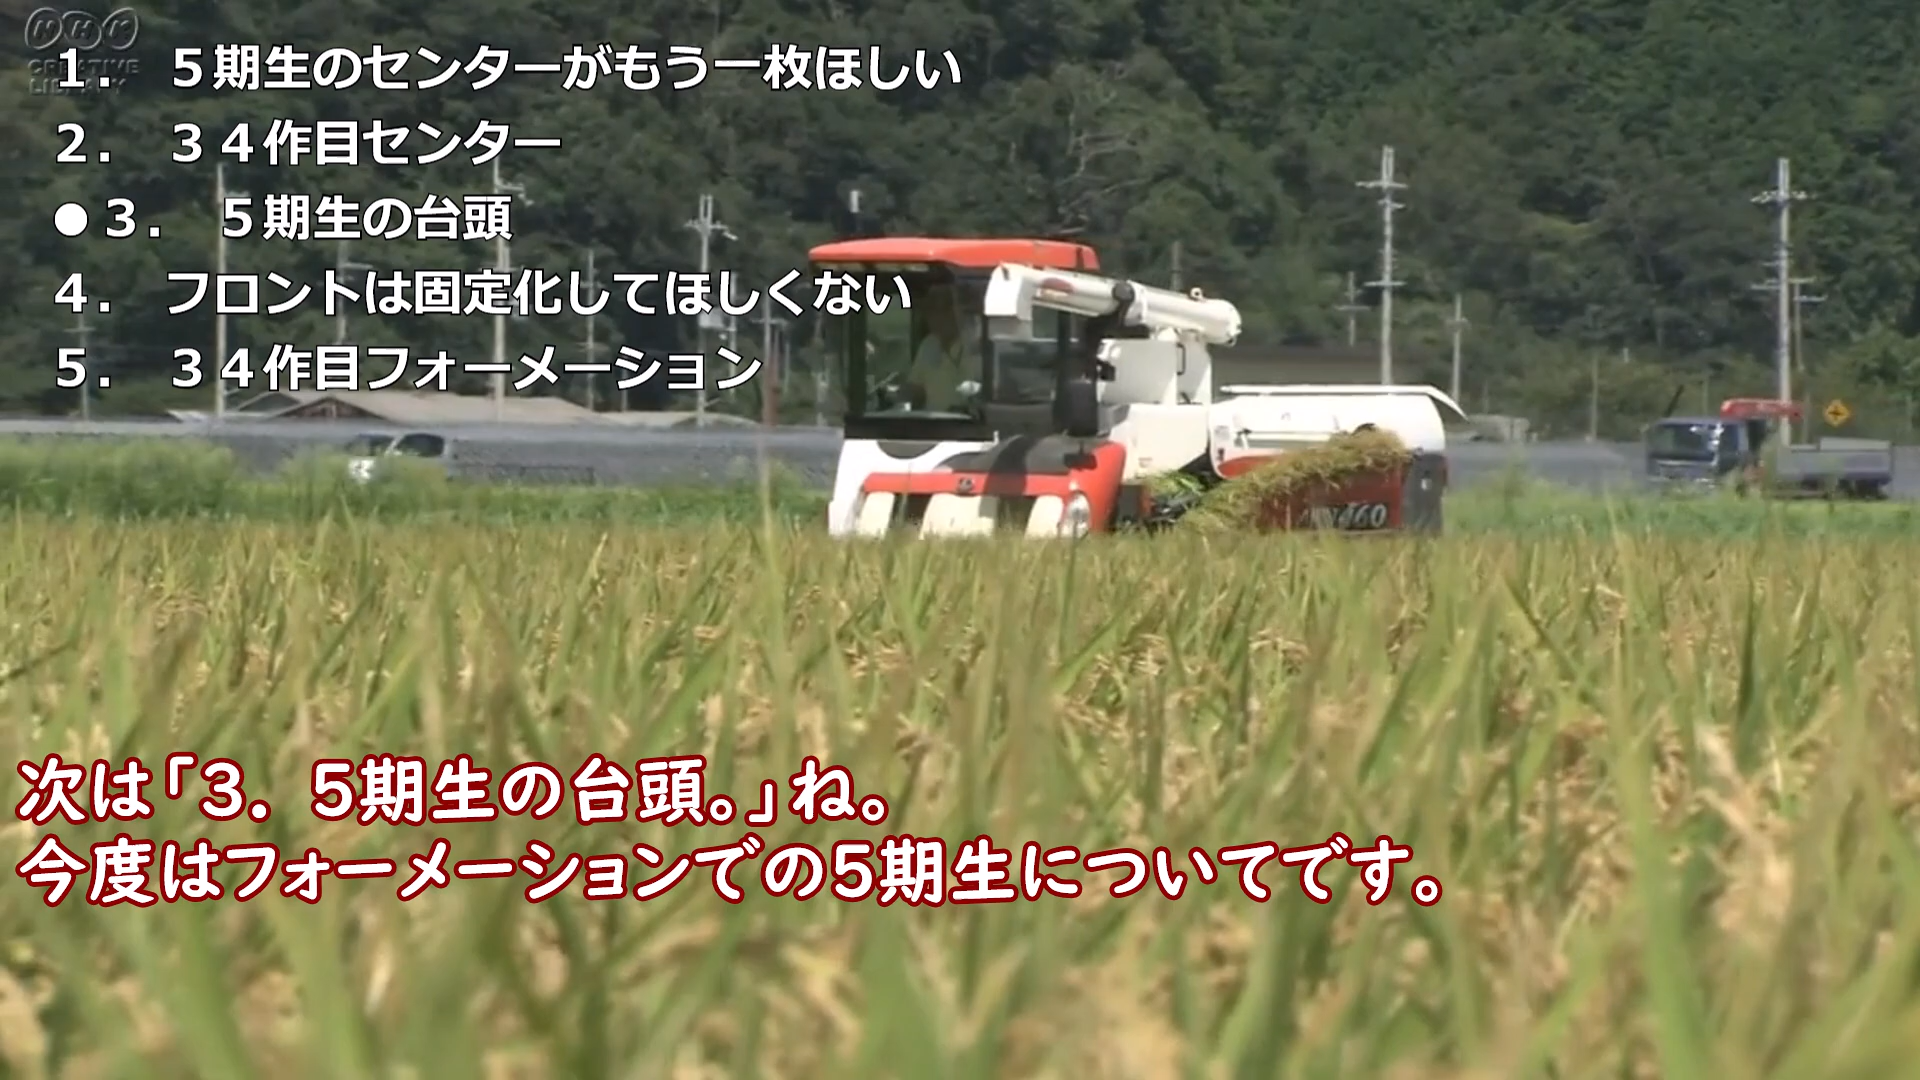 NHK
CREATIVE
LIBRARY
1． ５期生のセンターがもう一枚ほしい
2． ３４作目センター
●3． ５期生の台頭
4． フロントは固定化してほしくない
5． ３４作目フォーメーション
460
次は「3. 5期生の台頭。」ね。
今度はフォーメーションでの5期生についてです。